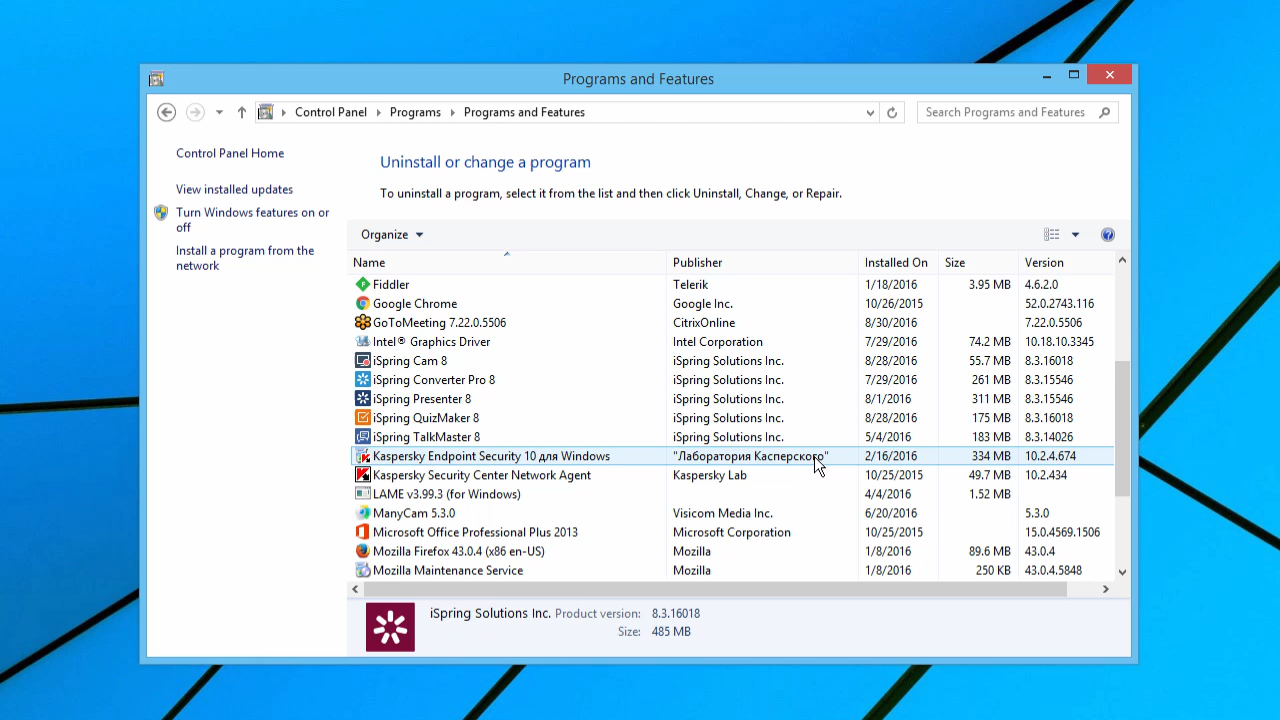 Programs and Features
Control Panel Programs Programs and Features Search Programs and Features
Control Panel Home
View installed updates
Turn Windows features on or off
Install a program from the network
Uninstall or change a program
To uninstall a program, select it from the list and then click Uninstall, Change, or Repair.
Organize
Name Publisher Installed On Size Version
Fiddler Telerik 1/18/2016 3.95 MB 4.6.2.0
Google Chrome Google Inc. 10/26/2015 52.0.2743.116
GoToMeeting 7.22.0.5506 CitrixOnline 8/30/2016 7.22.0.5506
Intel® Graphics Driver Intel Corporation 7/29/2016 74.2 MB 10.18.10.3345
iSpring Cam 8 iSpring Solutions Inc. 8/28/2016 55.7 MB 8.3.16018
iSpring Converter Pro 8 iSpring Solutions Inc. 7/29/2016 261 MB 8.3.15546
iSpring Presenter 8 iSpring Solutions Inc. 8/1/2016 311 MB 8.3.15546
iSpring QuizMaker 8 iSpring Solutions Inc. 8/28/2016 175 MB 8.3.16018
iSpring TalkMaster 8 iSpring Solutions Inc. 5/4/2016 183 MB 8.3.14026
Kaspersky Endpoint Security 10 для Windows "Лаборатория Касперского" 2/16/2016 334 MB 10.2.4.674
Kaspersky Security Center Network Agent Kaspersky Lab 10/25/2015 49.7 MB 10.2.434
LAME v3.99.3 (for Windows) 4/4/2016 1.52 MB
ManyCam 5.3.0 Visicom Media Inc. 6/20/2016 5.3.0
Microsoft Office Professional Plus 2013 Microsoft Corporation 10/25/2015 15.0.4569.1506
Mozilla Firefox 43.0.4 (x86 en-US) Mozilla 1/8/2016 89.6 MB 43.0.4
Mozilla Maintenance Service Mozilla 1/8/2016 250 KB 43.0.4.5848
iSpring Solutions Inc. Product version: 8.3.16018
Size: 485 MB